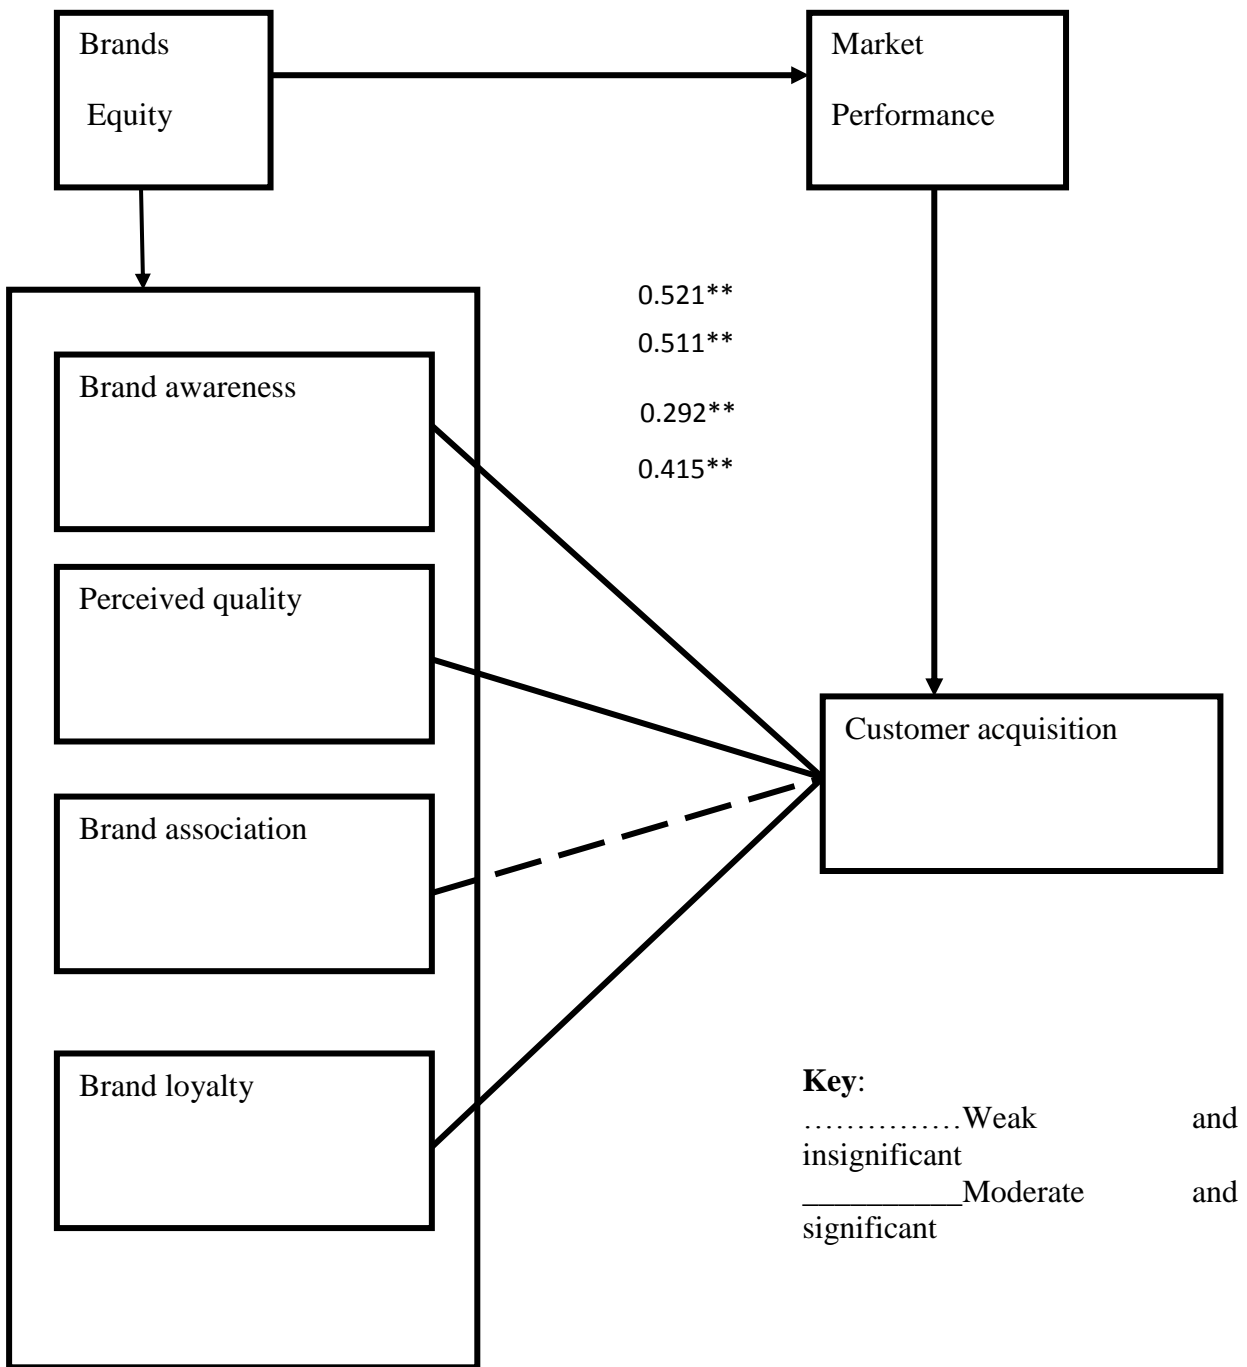 Brands
Equity
Market
Performance
0.521**
0.511**
0.292**
0.415**
Brand awareness
Perceived quality
Brand association
Brand loyalty
Customer acquisition
Key:
……………Weak and
insignificant
__________Moderate and
significant